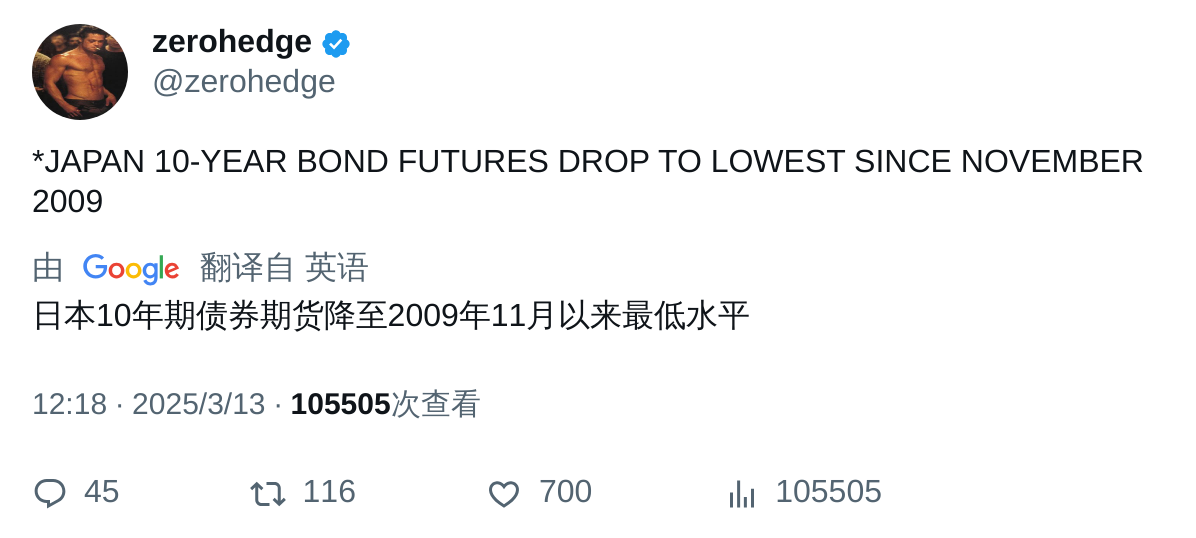 zerohedge
@zerohedge
*JAPAN 10-YEAR BOND FUTURES DROP TO LOWEST SINCE NOVEMBER
2009
由 Google 翻译自 英语
日本10年期债券期货降至2009年11月以来最低水平
12:18 · 2025/3/13 · 105505次查看
45 116 700 105505